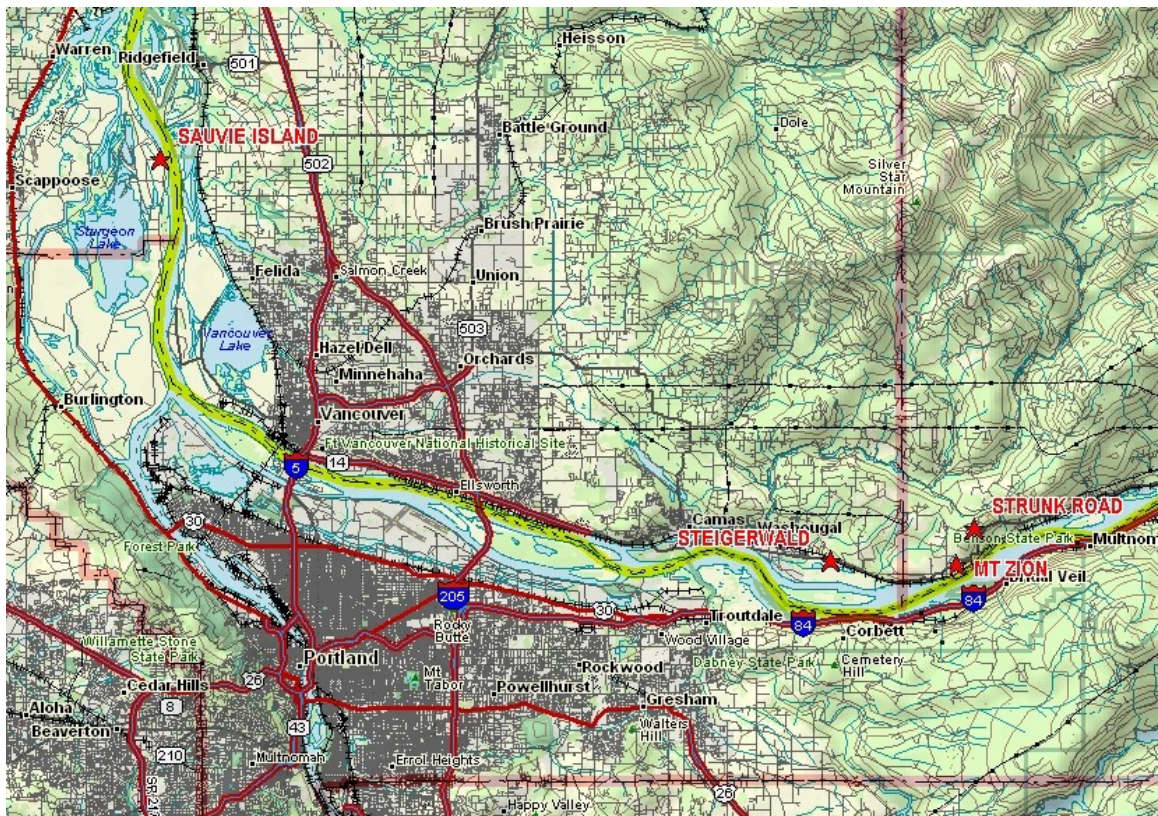 Heisson
Warren
Ridgefield
501
Battle Ground
Dole
SAUVIE ISLAND
502
Silver
Star
Mountain
Scappoose
Brush Prairie
Sturgeon
Lake
Felida
Salmon Creek
Union
503
Vancouver
Lake
Hazel Dell
Orchards
Minnehaha
Burlington
Vancouver
Ft Vancouver National Historical Site
5
14
Ellsworth
STRUNK ROAD
30
Camas
Washougal
Benson State Park
Multnom
Forest Park
STEIGERWALD
MT ZION
Bridal Veil
205
30
84
84
Rocky
Butte
Troutdale
Wood Village
Corbett
Willamette Stone
State Park
Portland
Rockwood
Dabney State Park
Cemetery
Hill
26
Mt
Tabor
Cedar Hills
Powellhurst
Gresham
8
Aloha
Beaverton
43
Walters
Hill
210
Multnomah
Errol Heights
SR 21
26
Happy Valley